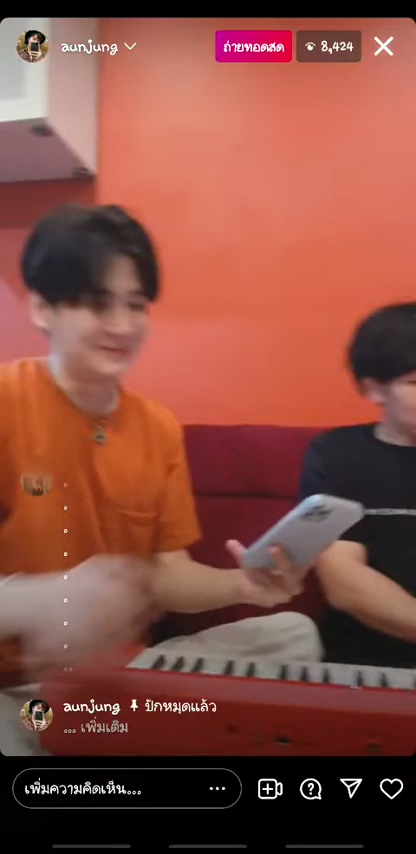 aunjung
ถ่ายทอดสด
8,424
aunjung ปักหมุดแล้ว
... เพิ่มเติม
เพิ่มความคิดเห็น...